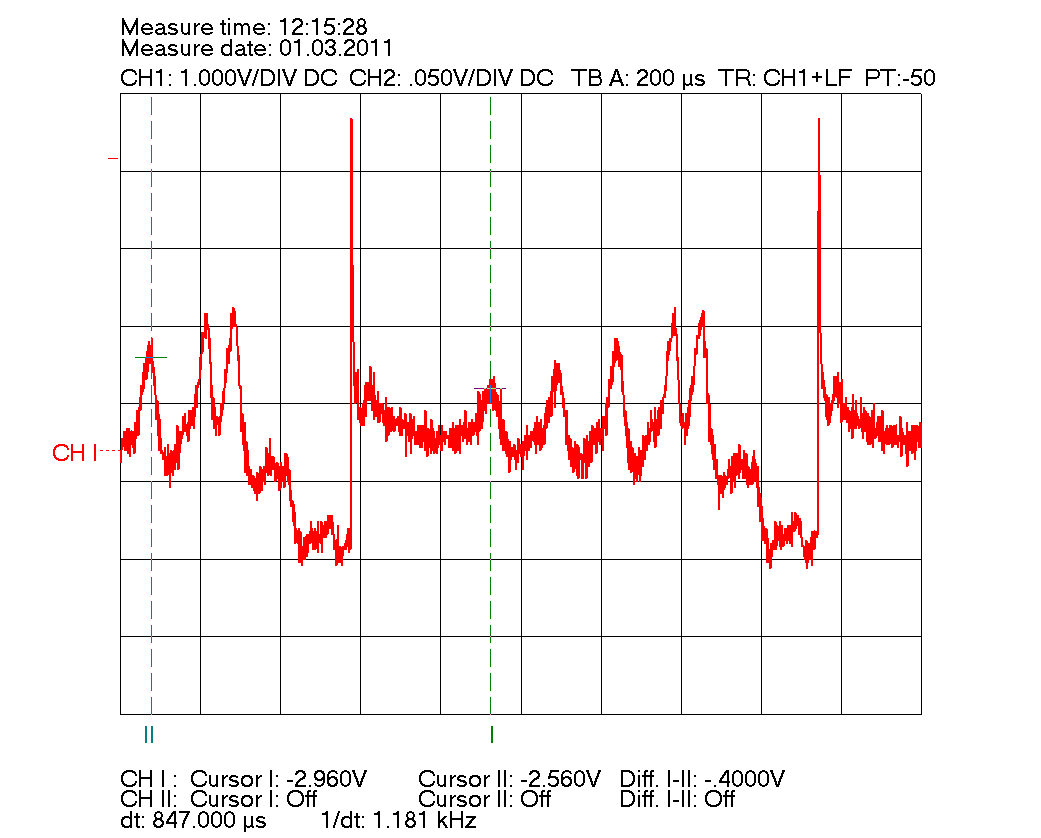 Measure time: 12:15:28
Measure date: 01.03.2011
CH1: 1.000V/DIV DC CH2: .050V/DIV DC TB A: 200 µs TR: CH1+LF PT:-50
CH I
II I
CH I : Cursor I: -2.960V Cursor II: -2.560V Diff. I-II: -.4000V
CH II: Cursor I: Off Cursor II: Off Diff. I-II: Off
dt: 847.000 µs 1/dt: 1.181 kHz